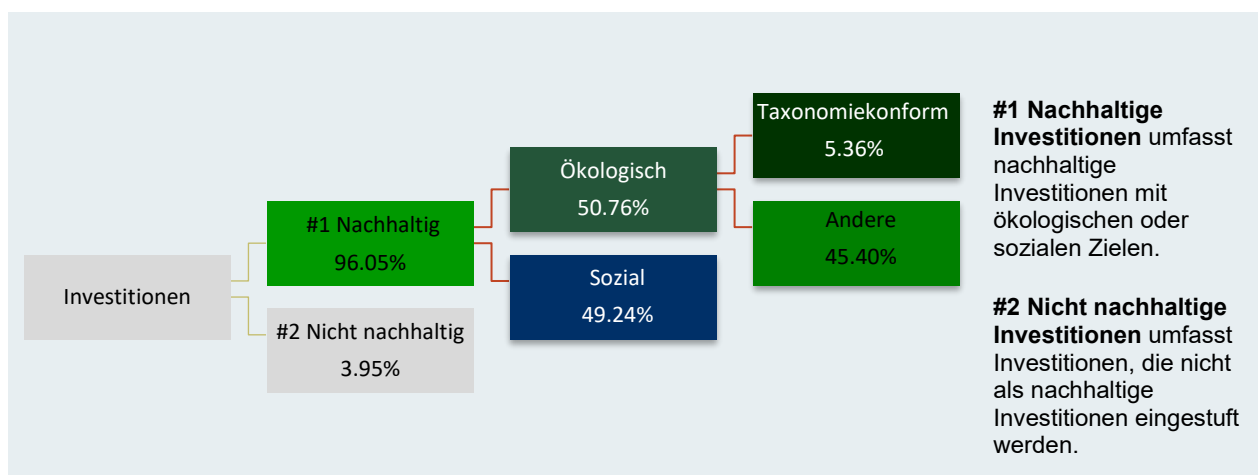 Investitionen
#1 Nachhaltig
96.05%
#2 Nicht nachhaltig
3.95%
Ökologisch
50.76%
Sozial
49.24%
Taxonomiekonform
5.36%
Andere
45.40%
#1 Nachhaltige
Investitionen umfasst
nachhaltige
Investitionen mit
ökologischen oder
sozialen Zielen.
#2 Nicht nachhaltige
Investitionen umfasst
Investitionen, die nicht
als nachhaltige
Investitionen eingestuft
werden.